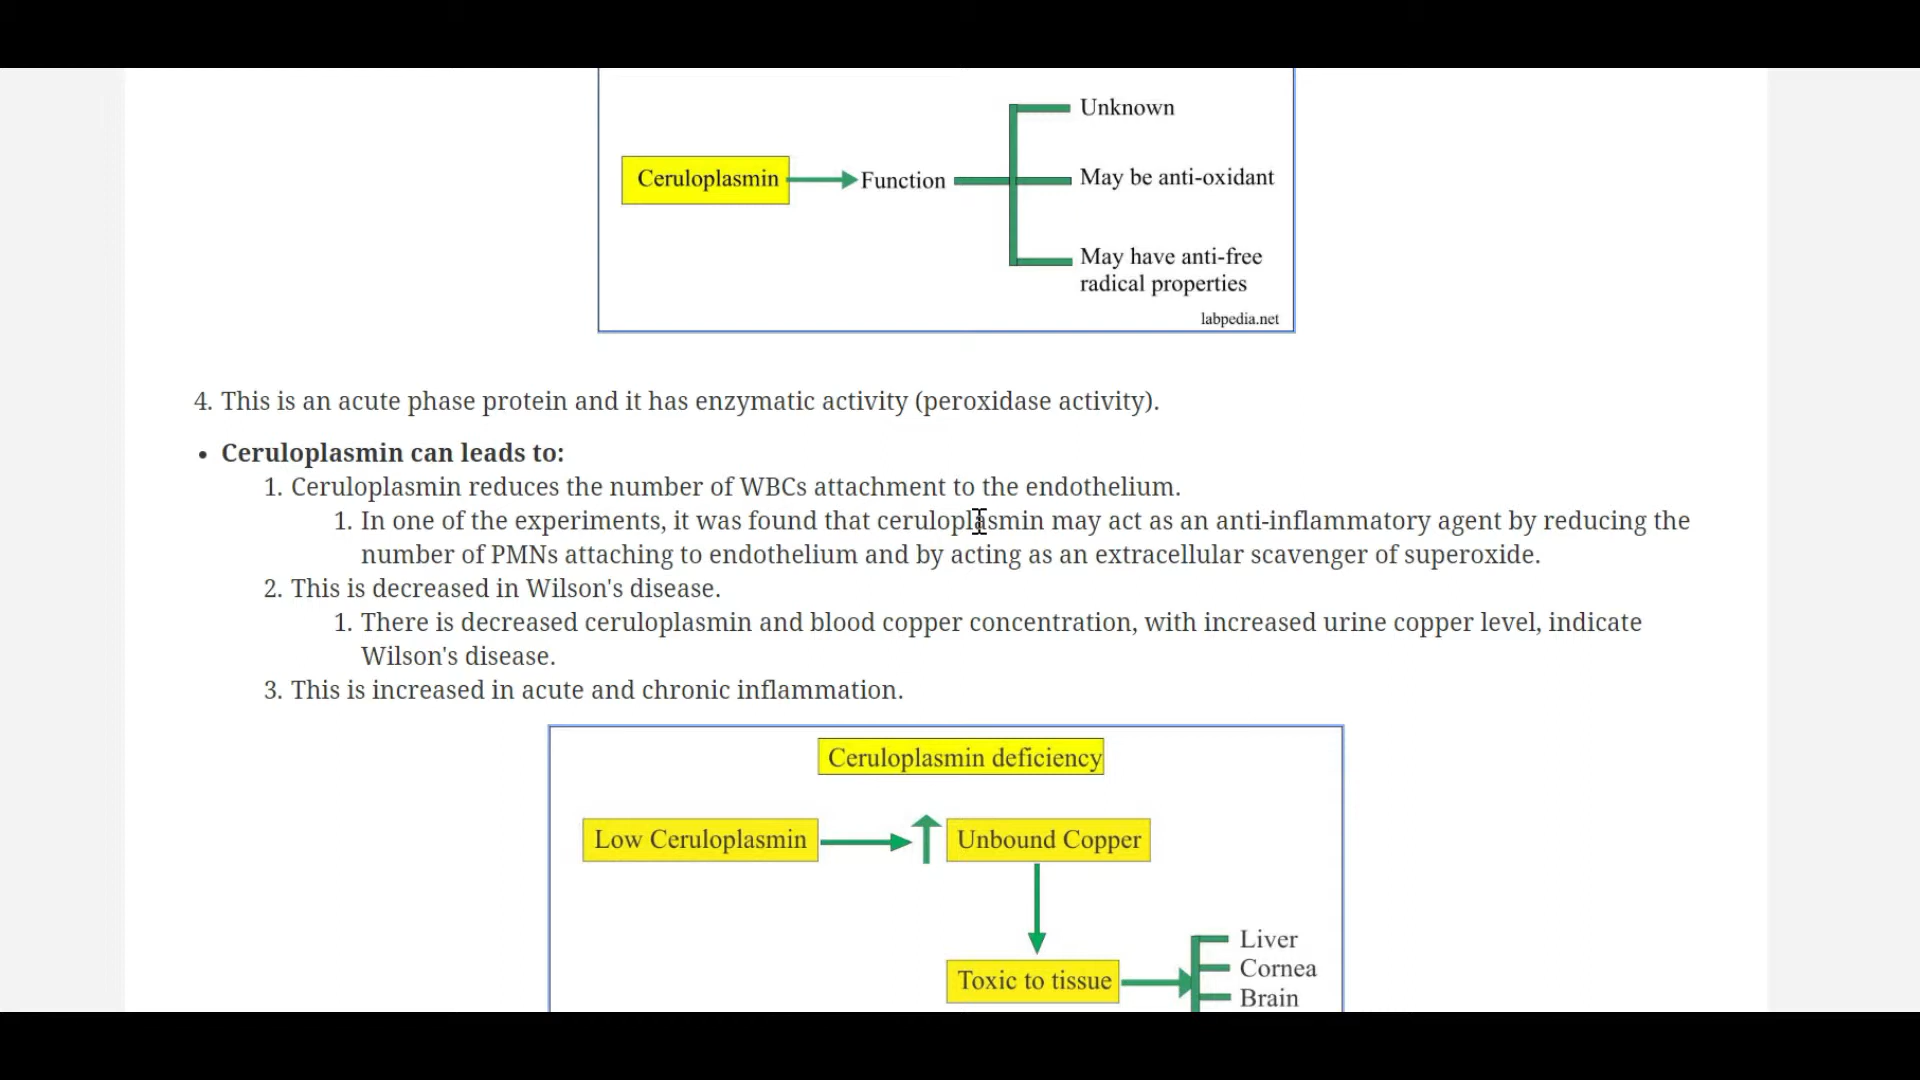 Unknown
Ceruloplasmin
Function
May be anti-oxidant
May have anti-free
radical properties
labpedia.net
4. This is an acute phase protein and it has enzymatic activity (peroxidase activity).
• Ceruloplasmin can leads to:
1. Ceruloplasmin reduces the number of WBCs attachment to the endothelium.
1. In one of the experiments, it was found that ceruloplasmin may act as an anti-inflammatory agent by reducing the
number of PMNs attaching to endothelium and by acting as an extracellular scavenger of superoxide.
2. This is decreased in Wilson's disease.
1. There is decreased ceruloplasmin and blood copper concentration, with increased urine copper level, indicate
Wilson's disease.
3. This is increased in acute and chronic inflammation.
Ceruloplasmin deficiency
Low Ceruloplasmin
Unbound Copper
Liver
Cornea
Toxic to tissue
Brain